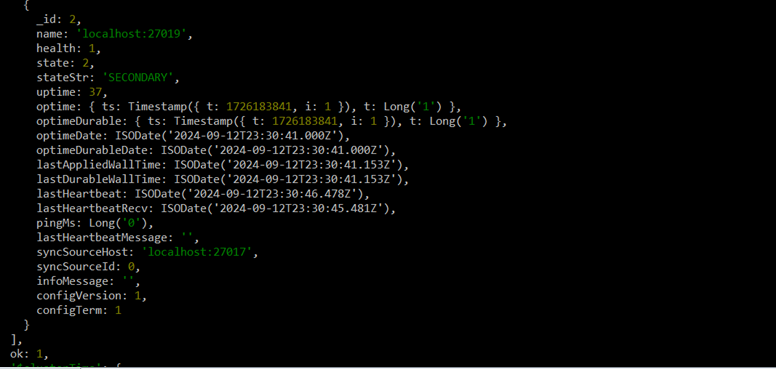 {
_id: 2,
name: 'localhost:27019',
health: 1,
state: 2,
stateStr: 'SECONDARY',
uptime: 37,
optime: { ts: Timestamp({ t: 1726183841, i: 1 }), t: Long('1') },
optimeDurable: { ts: Timestamp({ t: 1726183841, i: 1 }), t: Long('1') },
optimeDate: ISODate('2024-09-12T23:30:41.000Z'),
optimeDurableDate: ISODate('2024-09-12T23:30:41.000Z'),
lastAppliedWallTime: ISODate('2024-09-12T23:30:41.153Z'),
lastDurableWallTime: ISODate('2024-09-12T23:30:41.153Z'),
lastHeartbeat: ISODate('2024-09-12T23:30:46.478Z'),
lastHeartbeatRecv: ISODate('2024-09-12T23:30:45.481Z'),
pingMs: Long('0'),
lastHeartbeatMessage: '',
syncSourceHost: 'localhost:27017',
syncSourceId: 0,
infoMessage: '',
configVersion: 1,
configTerm: 1
}
],
ok: 1,